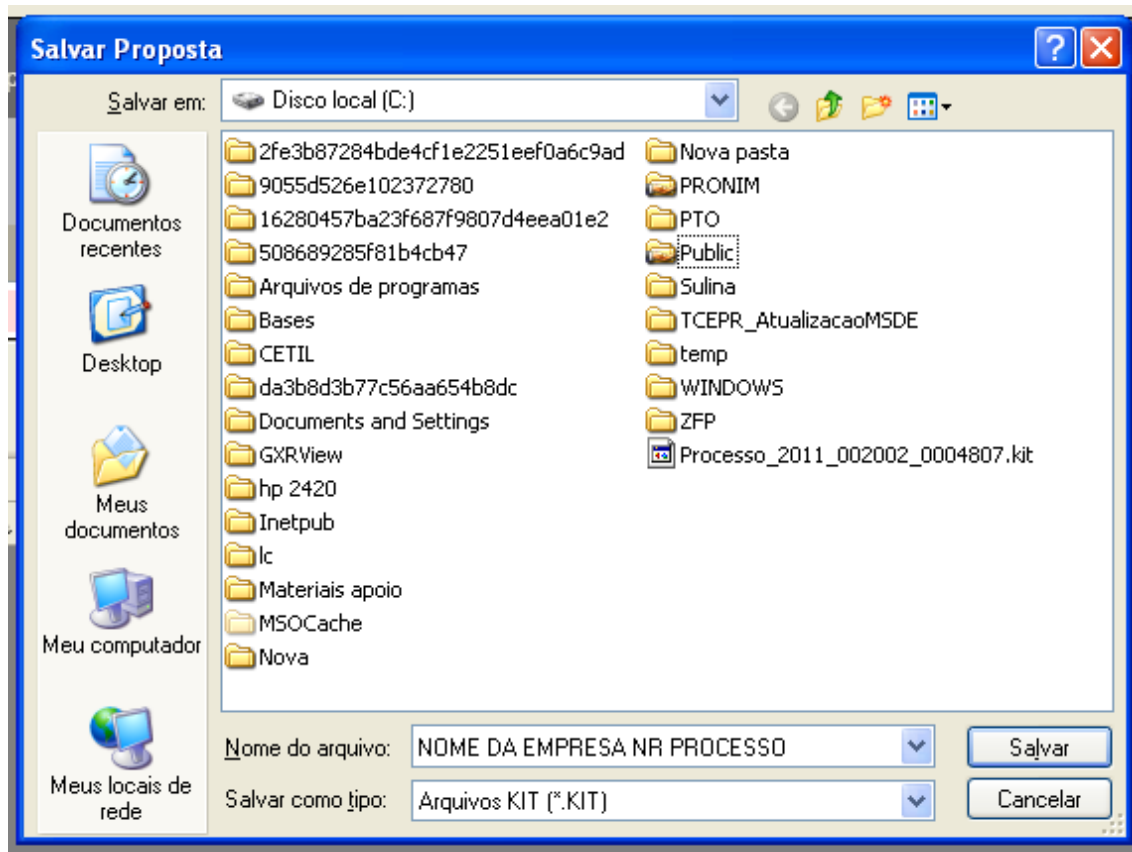 Salvar Proposta
Salvar em:
Disco local (C:)
Documentos
recentes
Desktop
Meus
documentos
Meu computador
Meus locais de
rede
2fe3b87284bde4cf1e2251eef0a6c9ad
9055d526e102372780
16280457ba23f687f9807d4eea01e2
508689285f81b4cb47
Arquivos de programas
Bases
CETIL
da3b8d3b77c56aa654b8dc
Documents and Settings
GXRView
hp 2420
Inetpub
lc
Materiais apoio
MSOCache
Nova
Nova pasta
PRONIM
PTO
Public
Sulina
TCEPR_AtualizacaoMSDE
temp
WINDOWS
ZFP
Processo_2011_002002_0004807.kit
Nome do arquivo:
NOME DA EMPRESA NR PROCESSO
Salvar
Salvar como tipo:
Arquivos KIT (*.KIT)
Cancelar